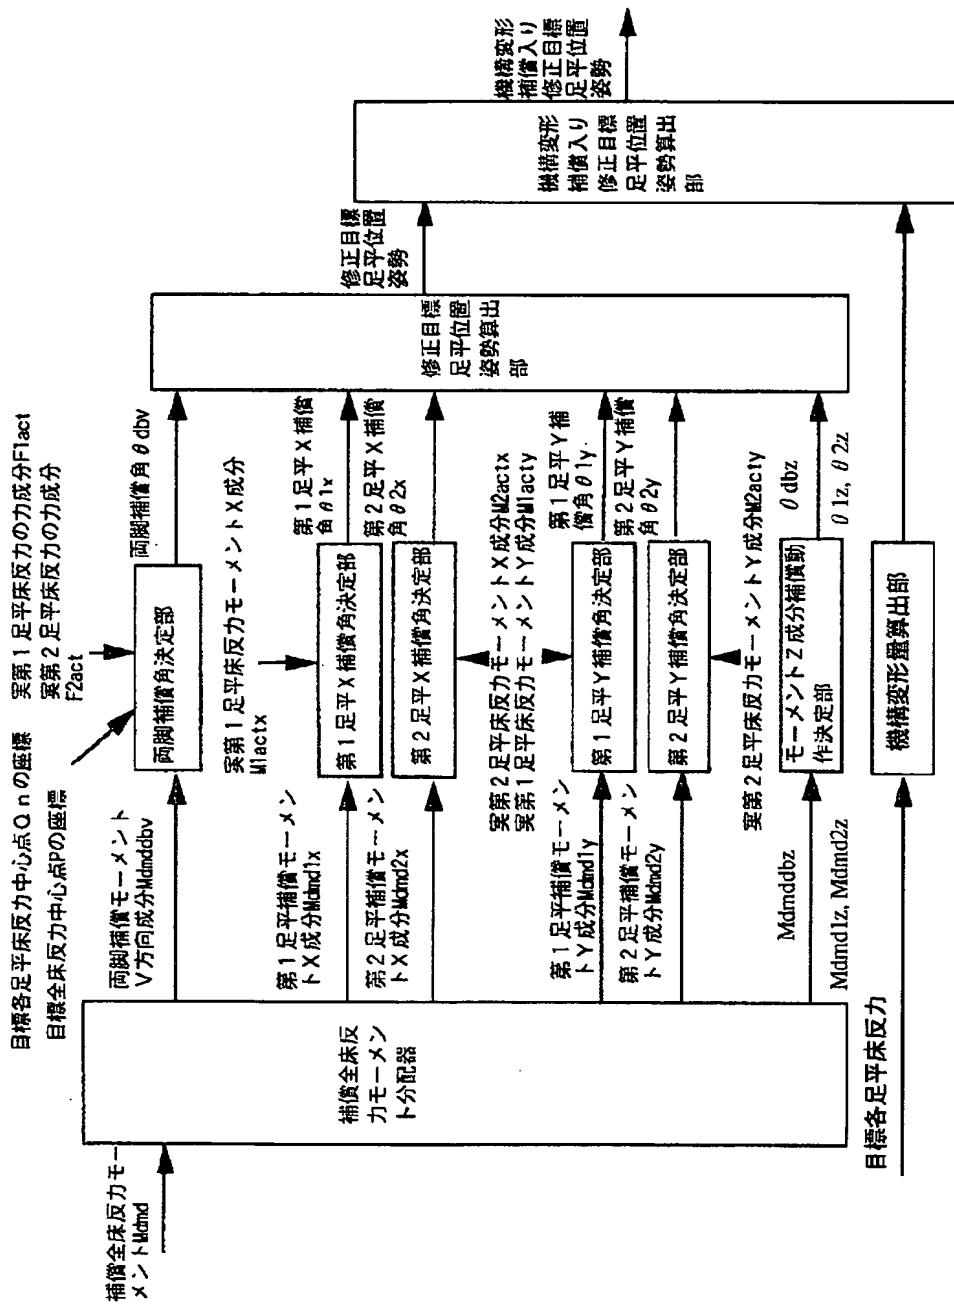 補償全床反力モー
メントMdmd
補償全床反
力モーメン
ト分配器
目標各足平床反力中心点Qnの座標
目標全床反力中心点Pの座標
実第1足平床反力の力成分F1act
実第2足平床反力の力成分
F2act
両脚補償モーメント
V方向成分Mdmddbv
両脚補償角決定部
両脚補償角θdbv
実第1足平床反力モーメントX成分
M1actx
第1足平補償モーメン
トX成分Mdmd1x
第1足平X補償角決定部
第1足平X補償
角θ1x
第2足平補償モーメン
トX成分Mdmd2x
第2足平X補償角決定部
第2足平X補償
角θ2x
実第2足平床反力モーメントX成分M2actx
実第1足平床反力モーメントY成分M1acty
第1足平補償モーメン
トY成分Mdmd1y
第1足平Y補償角決定部
第1足平Y補
償角θ1y
第2足平補償モーメン
トY成分Mdmd2y
第2足平Y補償角決定部
第2足平Y補償
角θ2y
実第2足平床反力モーメントY成分M2acty
Mdmddbz
Mdmd1z, Mdmd2z
モーメントZ成分補償動
作決定部
θdbz
θ1z, θ2z
目標各足平床反力
機構変形量算出部
修正目標
足平位置
姿勢算出
部
修正目標
足平位置
姿勢
機構変形
補償入り
修正目標
足平位置
姿勢算出
部
機構変形
補償入り
修正目標
足平位置
姿勢